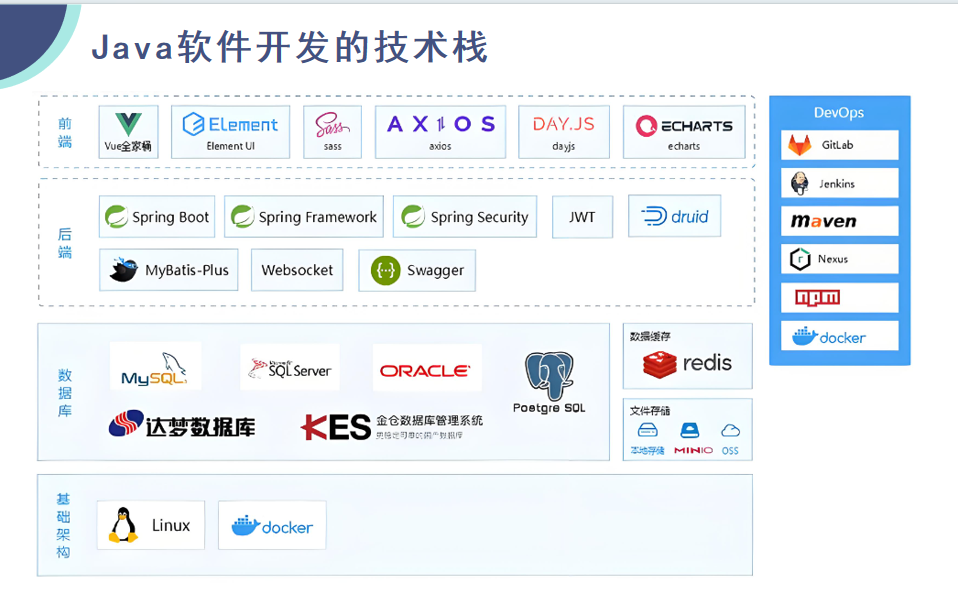 Java软件开发的技术栈
前端
Vue全家桶
Element
Element UI
Sass
sass
AXIOS
axios
DAY.JS
dayjs
ECHARTS
echarts
后端
Spring Boot
Spring Framework
Spring Security
JWT
druid
MyBatis-Plus
Websocket
Swagger
数据库
MySQL
Microsoft
SQL Server
ORACLE
Postgre SQL
达梦数据库
KES
金仓数据库管理系统
数据缓存
redis
文件存储
本地存储
MINIO
OSS
基础架构
Linux
docker
DevOps
GitLab
Jenkins
maven
Nexus
npm
docker